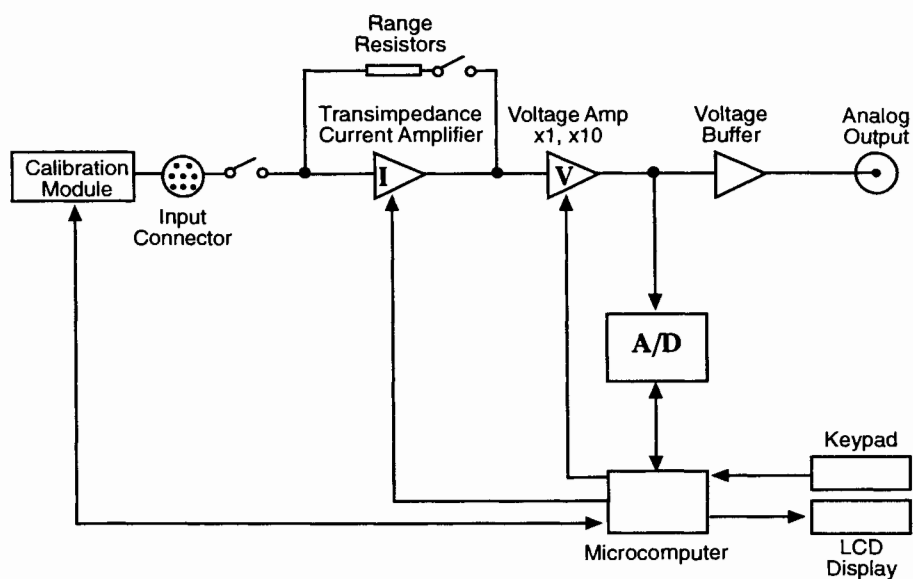 Range
Resistors
Transimpedance
Current Amplifier
Voltage Amp
x1, x10
Voltage
Buffer
Analog
Output
Calibration
Module
I
V
Input
Connector
A/D
Keypad
Microcomputer
LCD
Display